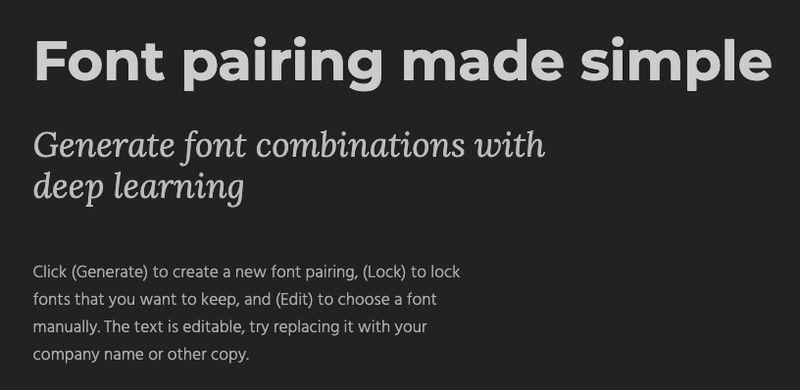 Font pairing made simple
Generate font combinations with
deep learning
Click (Generate) to create a new font pairing, (Lock) to lock
fonts that you want to keep, and (Edit) to choose a font
manually. The text is editable, try replacing it with your
company name or other copy.